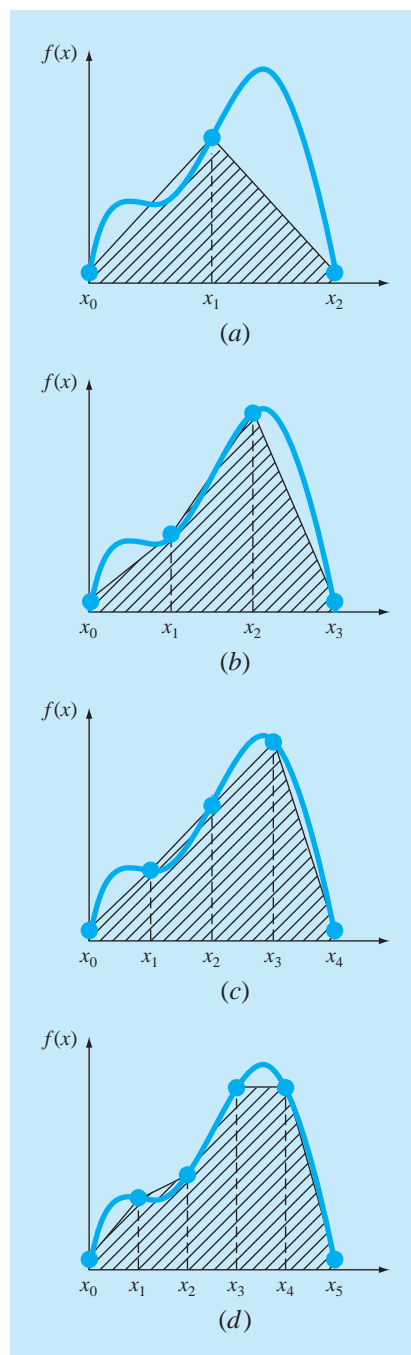 f(x)
x₀ x₁ x₂
(a)
f(x)
x₀ x₁ x₂ x₃
(b)
f(x)
x₀ x₁ x₂ x₃ x₄
(c)
f(x)
x₀ x₁ x₂ x₃ x₄ x₅
(d)